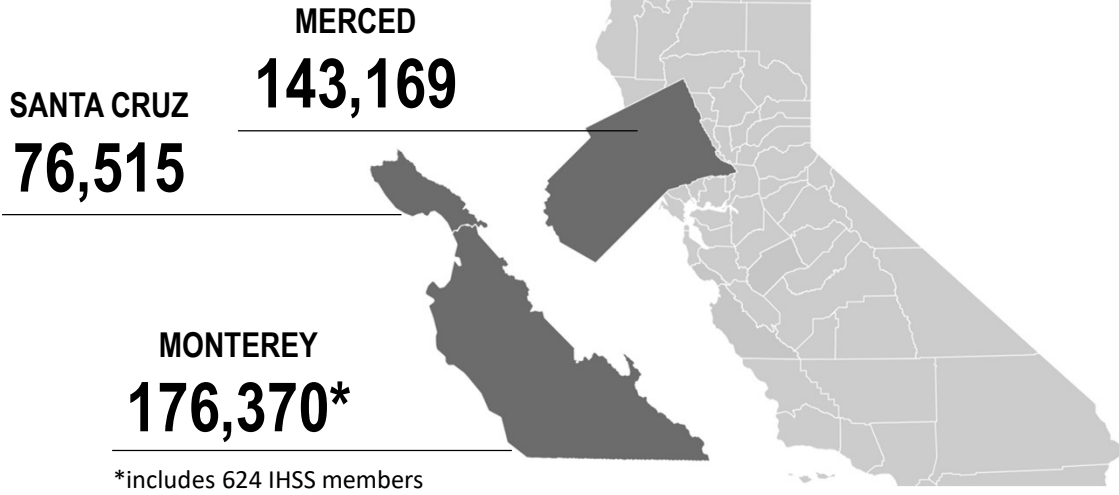 MERCED
143,169
SANTA CRUZ
76,515
MONTEREY
176,370*
*includes 624 IHSS members